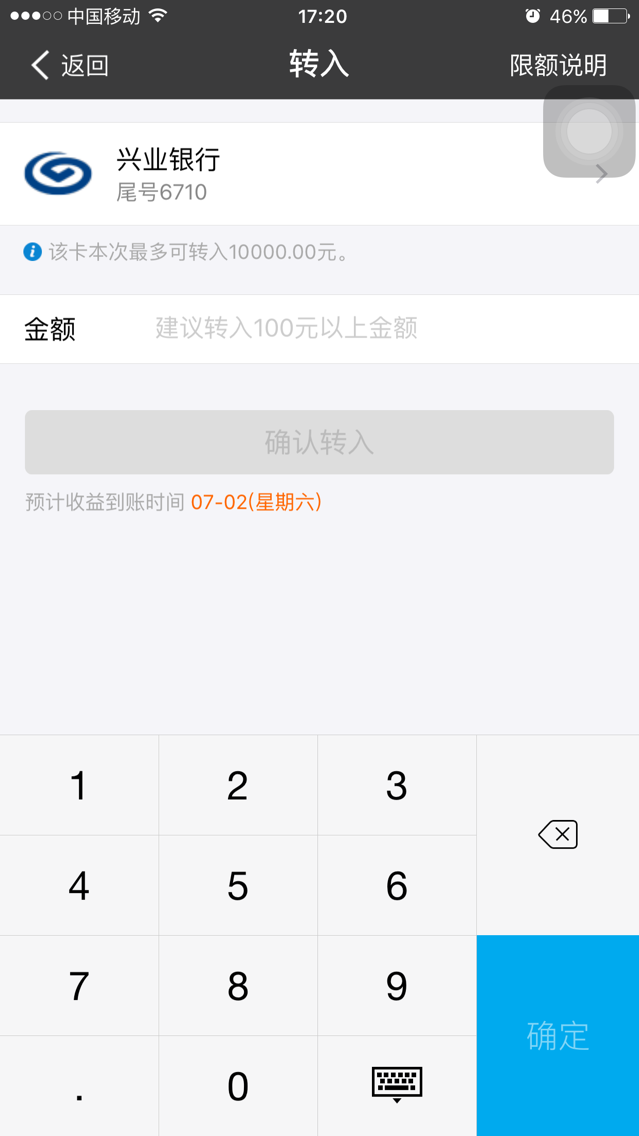 中国移动 17:20 46%
返回 转入 限额说明
兴业银行
尾号6710
该卡本次最多可转入10000.00元。
金额 建议转入100元以上金额
确认转入
预计收益到账时间 07-02(星期六)
1 2 3
4 5 6
7 8 9
确定
. 0